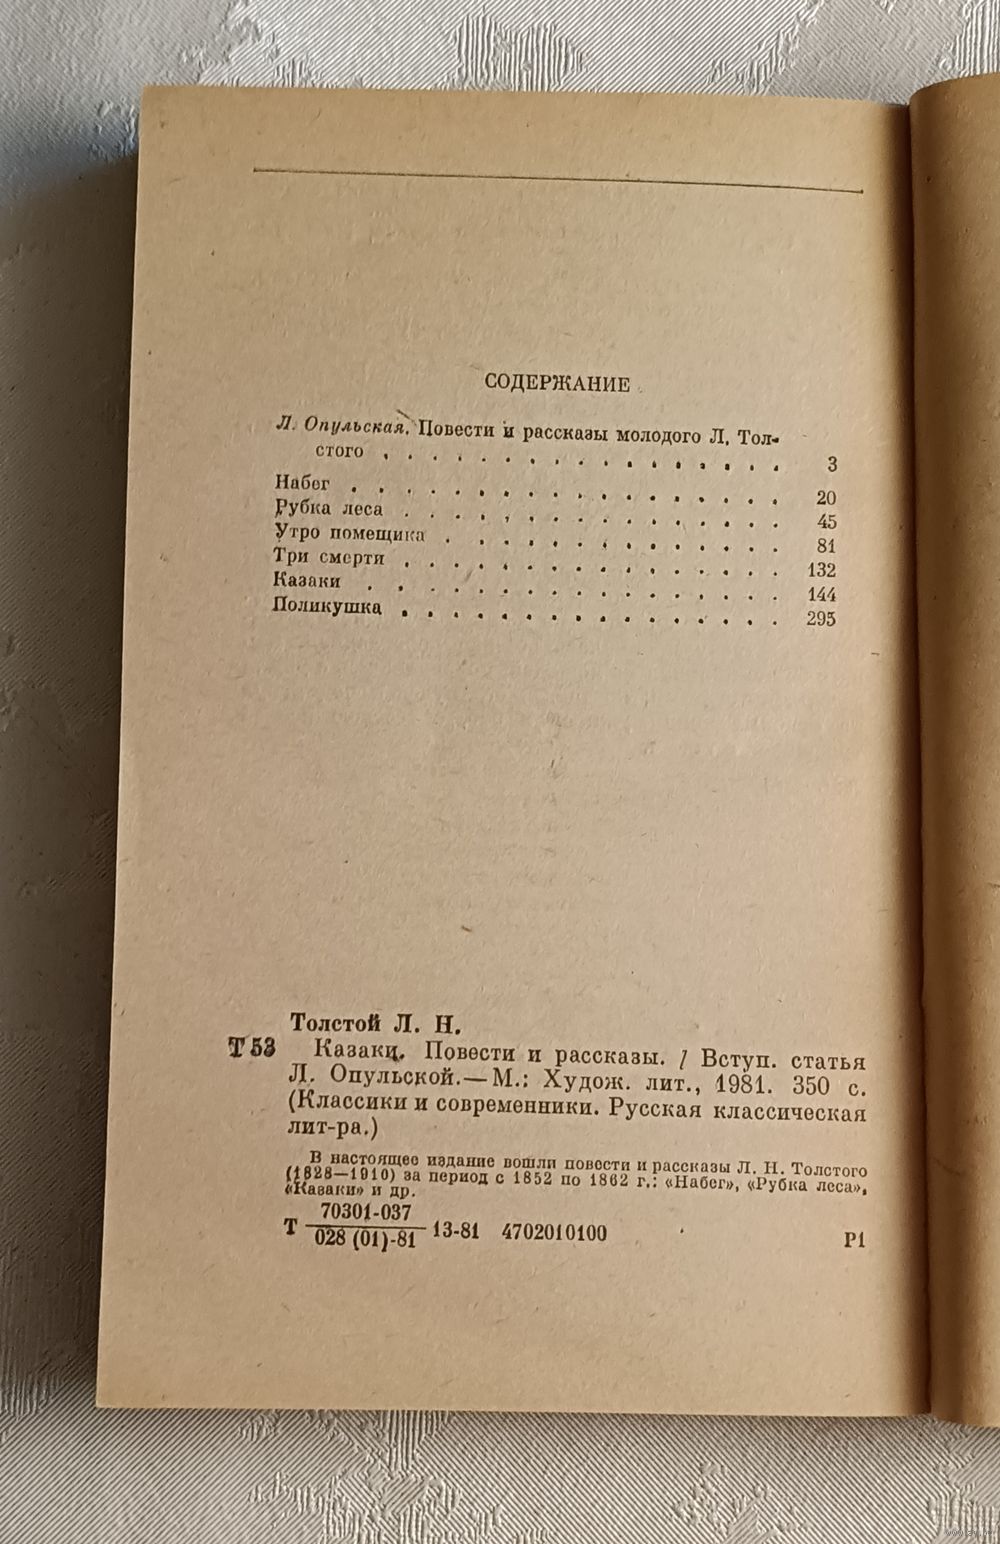 СОДЕРЖАНИЕ
Л. Опульская. Повести и рассказы молодого Л. Тол-
стого . . . . . . . . . . . . . . . . . 3
Набег . . . . . . . . . . . . . . . . . . 20
Рубка леса . . . . . . . . . . . . . . . . 45
Утро помещика . . . . . . . . . . . . . . 81
Три смерти . . . . . . . . . . . . . . . . 132
Казаки . . . . . . . . . . . . . . . . . 144
Поликушка . . . . . . . . . . . . . . . . 295
Толстой Л. Н.
Т 53 Казаки. Повести и рассказы. / Вступ. статья
Л. Опульской.— М.: Худож. лит., 1981. 350 с.
(Классики и современники. Русская классическая
лит-ра.)
В настоящее издание вошли повести и рассказы Л. Н. Толстого
(1828—1910) за период с 1852 по 1862 г.: «Набег», «Рубка леса»,
«Казаки» и др.
70301-037
Т 028 (01)-81 13-81 4702010100 Р1